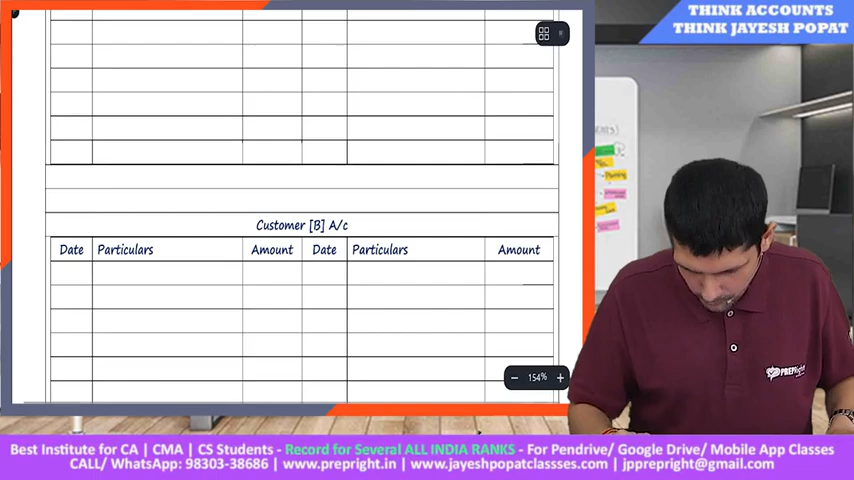 THINK ACCOUNTS
THINK JAYESH POPAT
Customer [B] A/c
Date Particulars Amount Date Particulars Amount
154%
Planning
PREPRight
Best Institute for CA | CMA | CS Students - Record for Several ALL INDIA RANKS - For Pendrive/ Google Drive/ Mobile App Classes
CALL/ WhatsApp: 98303-38686 | www.prepright.in | www.jayeshpopatclassses.com | jpprepright@gmail.com